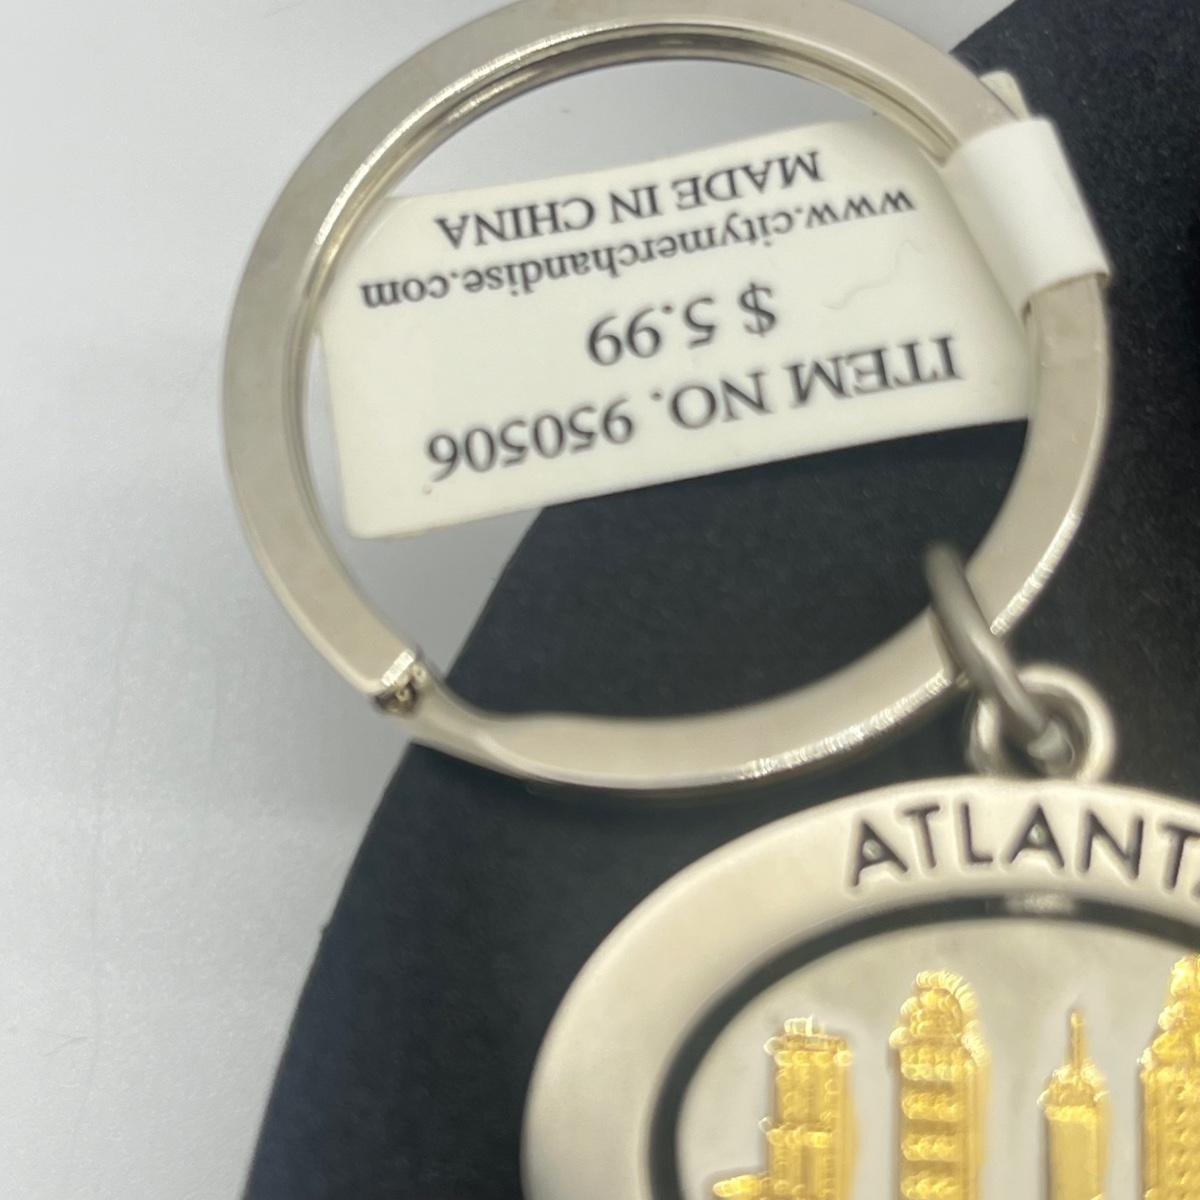 ITEM NO. 950506
$ 5.99
www.citymerchandise.com
MADE IN CHINA
ATLANT